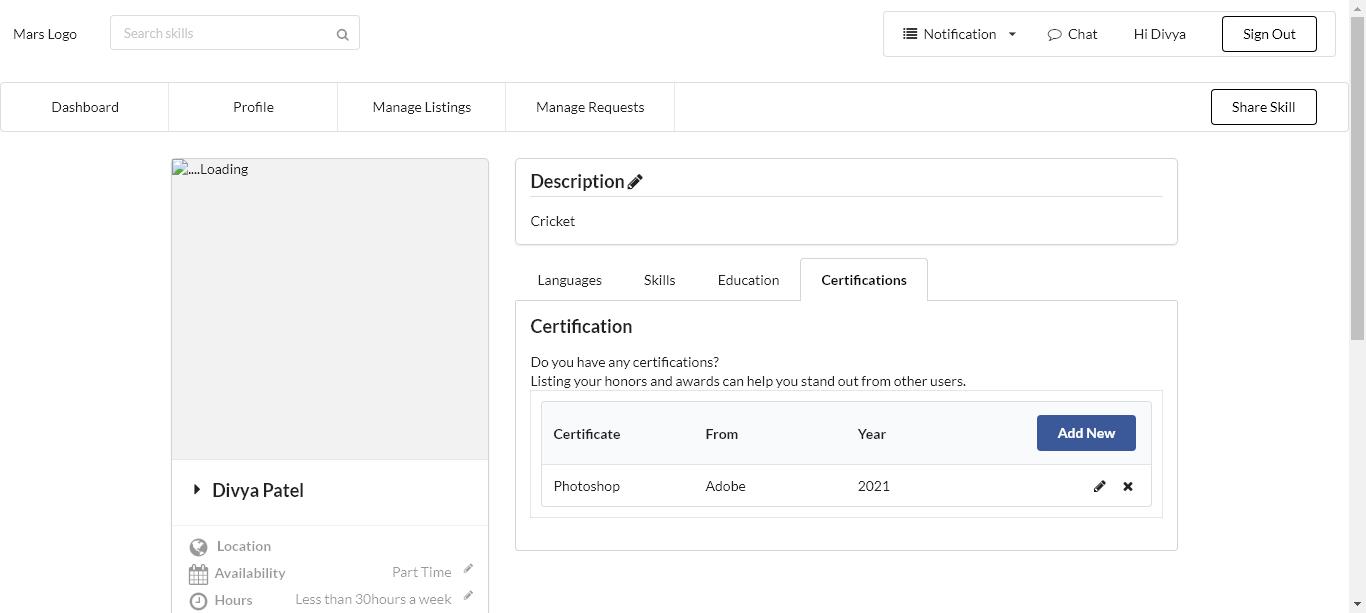 Mars Logo
Search skills
Notification
Chat
Hi Divya
Sign Out
Dashboard
Profile
Manage Listings
Manage Requests
Share Skill
....Loading
Divya Patel
Location
Availability
Part Time
Hours
Less than 30hours a week
Description
Cricket
Languages
Skills
Education
Certifications
Certification
Do you have any certifications?
Listing your honors and awards can help you stand out from other users.
Certificate From Year Add New
Photoshop Adobe 2021